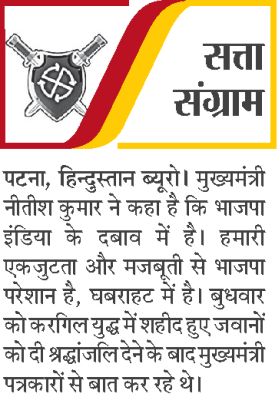 सत्ता
संग्राम
पटना, हिन्दुस्तान ब्यूरो। मुख्यमंत्री
नीतीश कुमार ने कहा है कि भाजपा
इंडिया के दबाव में है। हमारी
एकजुटता और मजबूती से भाजपा
परेशान है, घबराहट में है। बुधवार
को करगिल युद्ध में शहीद हुए जवानों
को दी श्रद्धांजलि देने के बाद मुख्यमंत्री
पत्रकारों से बात कर रहे थे।